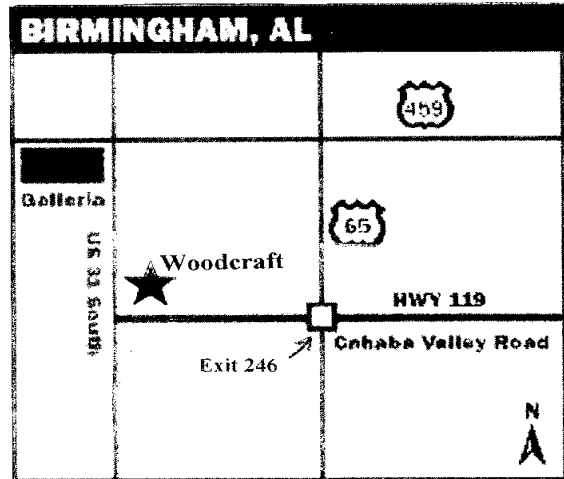 BIRMINGHAM, AL
459
Galleria
65
US 31 South
Woodcraft
HWY 119
Cahaba Valley Road
Exit 246
N